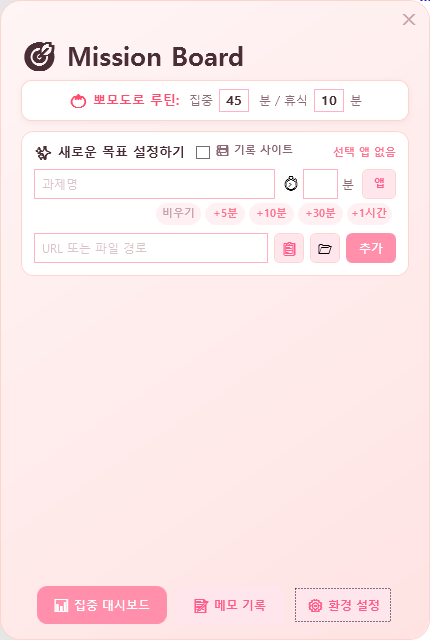 Mission Board
뽀모도로 루틴: 집중 45 분 / 휴식 10 분
새로운 목표 설정하기 기록 사이트 선택 앱 없음
과제명 분 앱
비우기 +5분 +10분 +30분 +1시간
URL 또는 파일 경로 추가
집중 대시보드 메모 기록 환경 설정